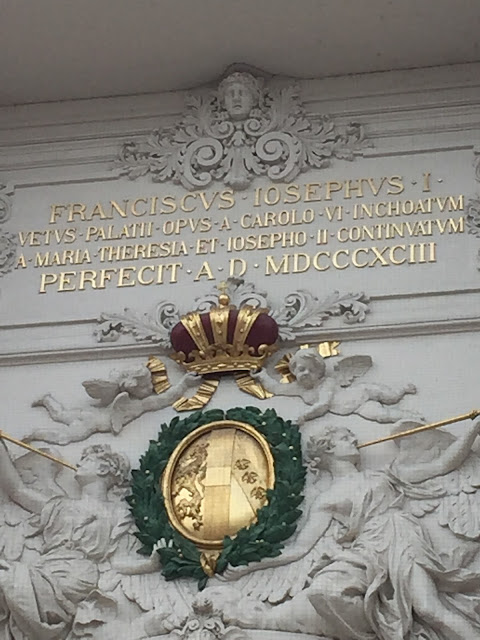 FRANCISCVS · IOSEPHVS · I ·
VETVS · PALATII · OPVS · A · CAROLO · VI · INCHOATVM
A · MARIA · THERESIA · ET · IOSEPHO · II · CONTINVATVM
PERFECIT · A · D · MDCCCXCIII